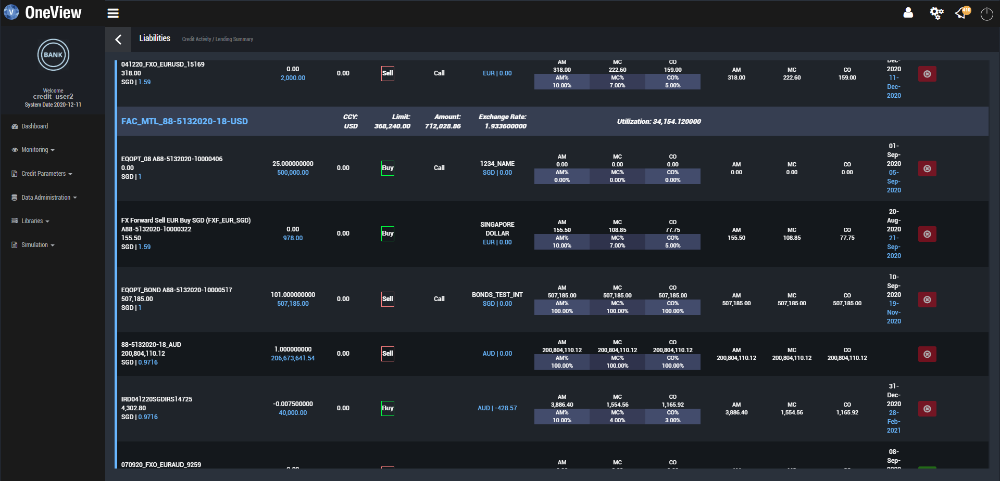 V OneView
410
BANK
Welcome
credit_user2
System Date 2020-12-11
Dashboard
Monitoring
Credit Parameters
Data Administration
Libraries
Simulation
Liabilities
Credit Activity / Lending Summary
041220_FXO_EURUSD_15169
318.00
SGD | 1.59
0.00
2,000.00
0.00
Sell
Call
EUR | 0.00
AM MC CO
318.00 222.60 159.00
AM% MC% CO%
10.00% 7.00% 5.00%
AM MC CO
318.00 222.60 159.00
Dec-
2020
11-
Dec-
2020
FAC_MTL_88-5132020-18-USD
CCY:
USD
Limit:
368,240.00
Amount:
712,028.86
Exchange Rate:
1.933600000
Utilization: 34,154.120000
EQOPT_08 A88-5132020-10000406
0.00
SGD | 1
25.000000000
500,000.00
0.00
Buy
Call
1234_NAME
SGD | 0.00
AM MC CO
0.00 0.00 0.00
AM% MC% CO%
0.00% 0.00% 0.00%
AM MC CO
0.00 0.00 0.00
01-
Sep-
2020
05-
Sep-
2020
FX Forward Sell EUR Buy SGD (FXF_EUR_SGD)
A88-5132020-10000322
155.50
SGD | 1.59
0.00
978.00
0.00
Buy
SINGAPORE
DOLLAR
EUR | 0.00
AM MC CO
155.50 108.85 77.75
AM% MC% CO%
10.00% 7.00% 5.00%
AM MC CO
155.50 108.85 77.75
20-
Aug-
2020
21-
Sep-
2020
EQOPT_BOND A88-5132020-10000517
507,185.00
SGD | 1
101.000000000
507,185.00
0.00
Sell
Call
BONDS_TEST_INT
SGD | 0.00
AM MC CO
507,185.00 507,185.00 507,185.00
AM% MC% CO%
100.00% 100.00% 100.00%
AM MC CO
507,185.00 507,185.00 507,185.00
10-
Sep-
2020
19-
Nov-
2020
88-5132020-18_AUD
200,804,110.12
SGD | 0.9716
1.000000000
206,673,641.54
0.00
Sell
AUD | 0.00
AM MC CO
200,804,110.12 200,804,110.12 200,804,110.12
AM% MC% CO%
100.00% 100.00% 100.00%
AM MC CO
200,804,110.12 200,804,110.12 200,804,110.12
IRD041220SGDIRS14725
4,302.80
SGD | 0.9716
-0.007500000
40,000.00
0.00
Buy
AUD | -428.57
AM MC CO
3,886.40 1,554.56 1,165.92
AM% MC% CO%
10.00% 4.00% 3.00%
AM MC CO
3,886.40 1,554.56 1,165.92
31-
Dec-
2020
28-
Feb-
2021
070920_FXO_EURAUD_9259
AM MC CO
08-
Sep-